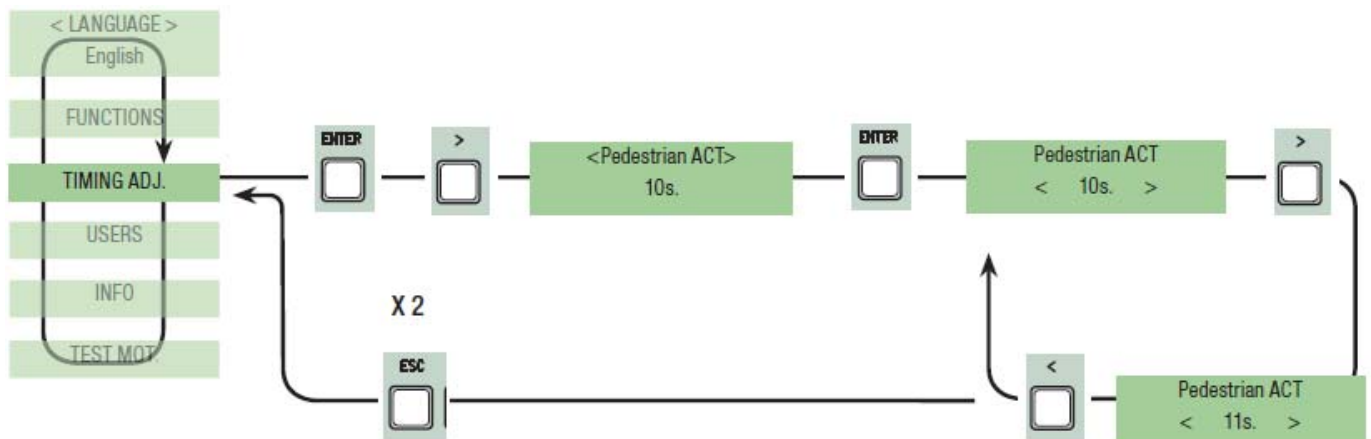 < LANGUAGE >
English
FUNCTIONS
TIMING ADJ.
USERS
INFO
TEST MOT.
ENTER
>
<Pedestrian ACT>
10s.
ENTER
Pedestrian ACT
< 10s. >
>
X 2
ESC
<
Pedestrian ACT
< 11s. >